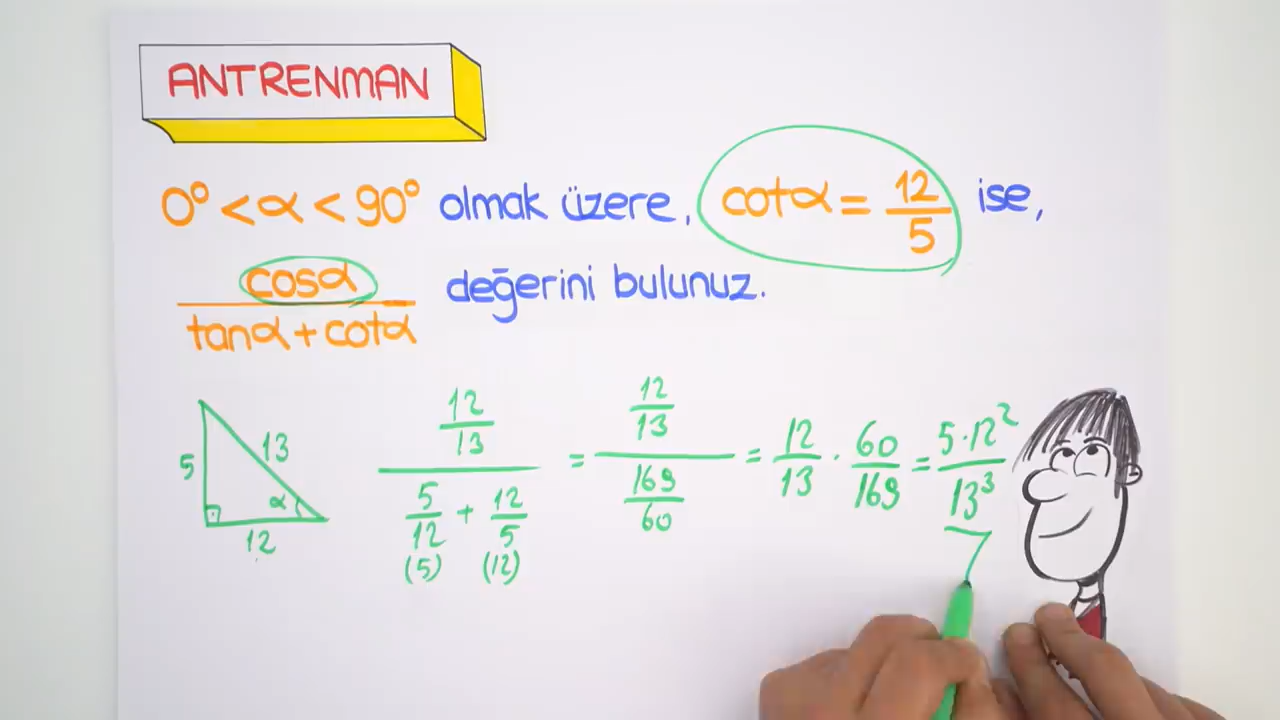 ANTRENMAN
0° < α < 90° olmak üzere, cotα = 12/5 ise,
cosα/(tanα + cotα) değerini bulunuz.
5 13 α 12
(12/13)/(5/12 + 12/5) = (12/13)/(169/60) = 12/13 · 60/169 = 5·12²/13³
(5) (12)
7